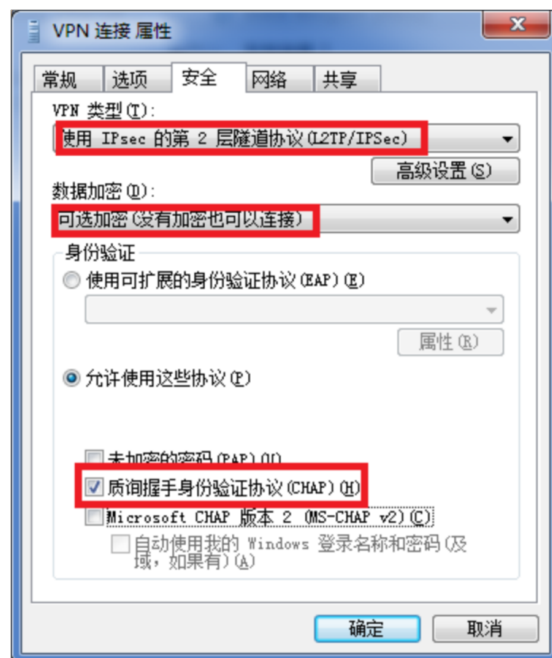 VPN 连接 属性
常规 选项 安全 网络 共享
VPN 类型(T):
使用 IPsec 的第 2 层隧道协议(L2TP/IPSec)
高级设置(S)
数据加密(D):
可选加密(没有加密也可以连接)
身份验证
使用可扩展的身份验证协议(EAP)(E)
属性(R)
允许使用这些协议(P)
未加密的密码(PAP)(U)
质询握手身份验证协议(CHAP)(H)
Microsoft CHAP 版本 2 (MS-CHAP v2)(C)
自动使用我的 Windows 登录名称和密码(及
域，如果有)(A)
确定 取消